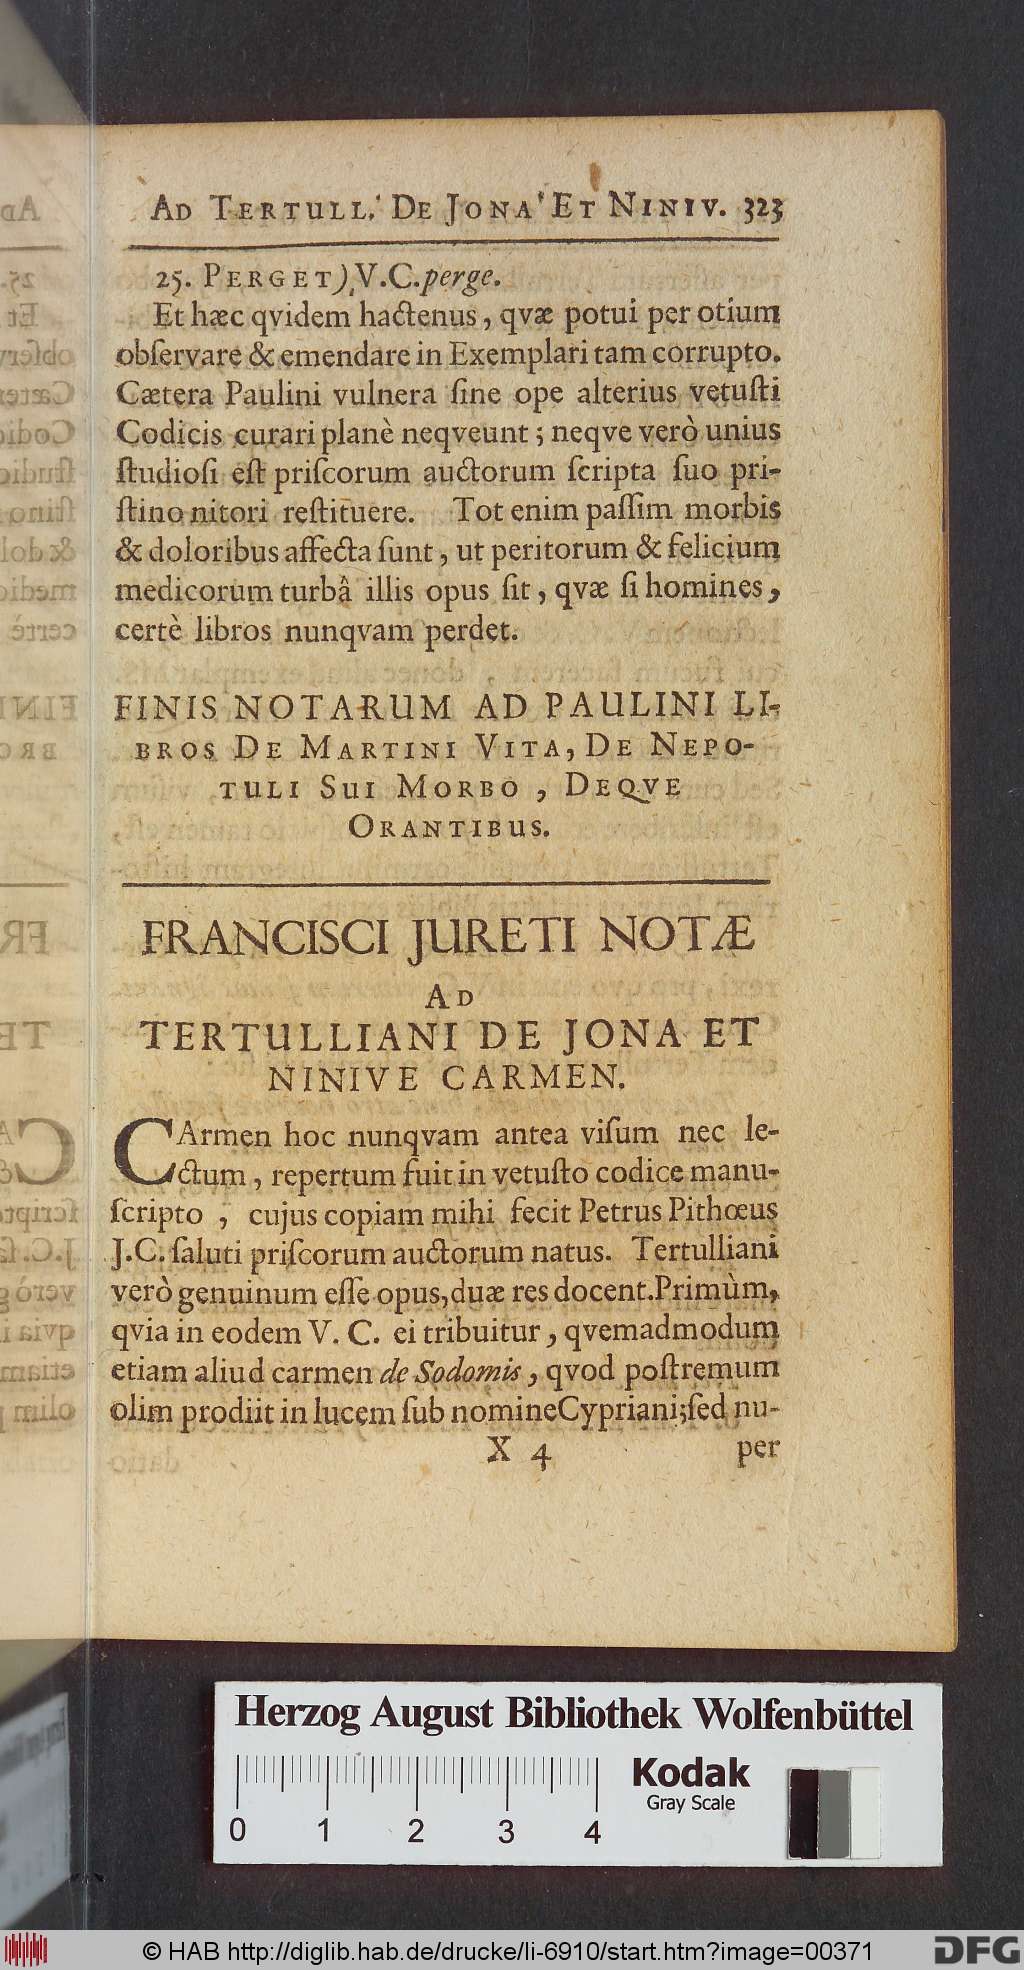 AD TERTULL. DE JONA ET NINIV. 323
25. PERGET) V.C. perge.
Et hæc qvidem hactenus, qvæ potui per otium
obſervare & emendare in Exemplari tam corrupto.
Cætera Paulini vulnera ſine ope alterius vetuſti
Codicis curari planè neqveunt; neqve verò unius
ſtudioſi eſt priſcorum auctorum ſcripta ſuo pri-
ſtino nitori reſtituere. Tot enim paſſim morbis
& doloribus affecta ſunt, ut peritorum & felicium
medicorum turbâ illis opus ſit, qvæ ſi homines,
certè libros nunqvam perdet.
FINIS NOTARUM AD PAULINI LI-
BROS DE MARTINI VITA, DE NEPO-
TULI SUI MORBO, DEQVE
ORANTIBUS.
FRANCISCI JURETI NOTÆ
AD
TERTULLIANI DE JONA ET
NINIVE CARMEN.
CArmen hoc nunqvam antea viſum nec le-
ctum, repertum fuit in vetuſto codice manu-
ſcripto, cujus copiam mihi fecit Petrus Pithœus
J.C. ſaluti priſcorum auctorum natus. Tertulliani
verò genuinum eſſe opus, duæ res docent. Primùm,
qvia in eodem V. C. ei tribuitur, qvemadmodum
etiam aliud carmen de Sodomis, qvod poſtremum
olim prodiit in lucem ſub nomine Cypriani; ſed nu-
X 4 per
Herzog August Bibliothek Wolfenbüttel
Kodak
Gray Scale
0 1 2 3 4
© HAB http://diglib.hab.de/drucke/li-6910/start.htm?image=00371
DFG